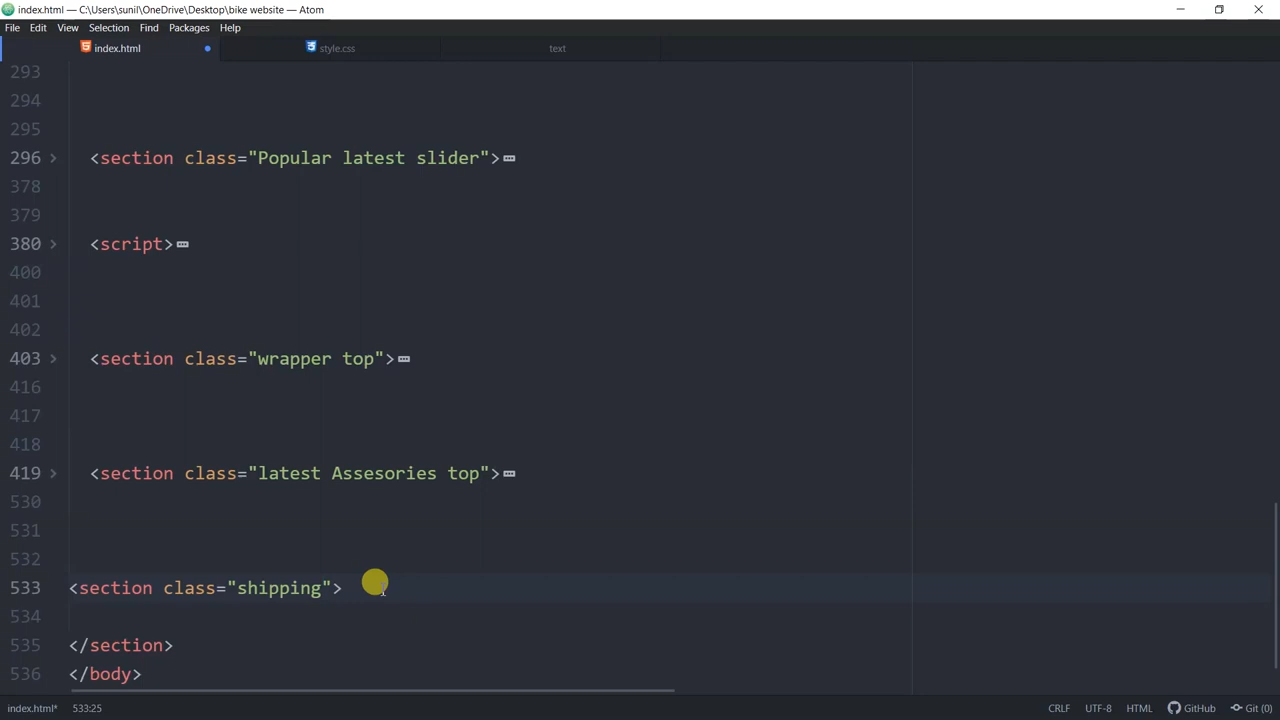 index.html — C:\Users\sunil\OneDrive\Desktop\bike website — Atom
File Edit View Selection Find Packages Help
index.html style.css text
293
294
295
296 <section class="Popular latest slider">
378
379
380 <script>
400
401
402
403 <section class="wrapper top">
416
417
418
419 <section class="latest Assesories top">
530
531
532
533 <section class="shipping">
534
535 </section>
536 </body>
index.html* 533:25 CRLF UTF-8 HTML GitHub Git (0)